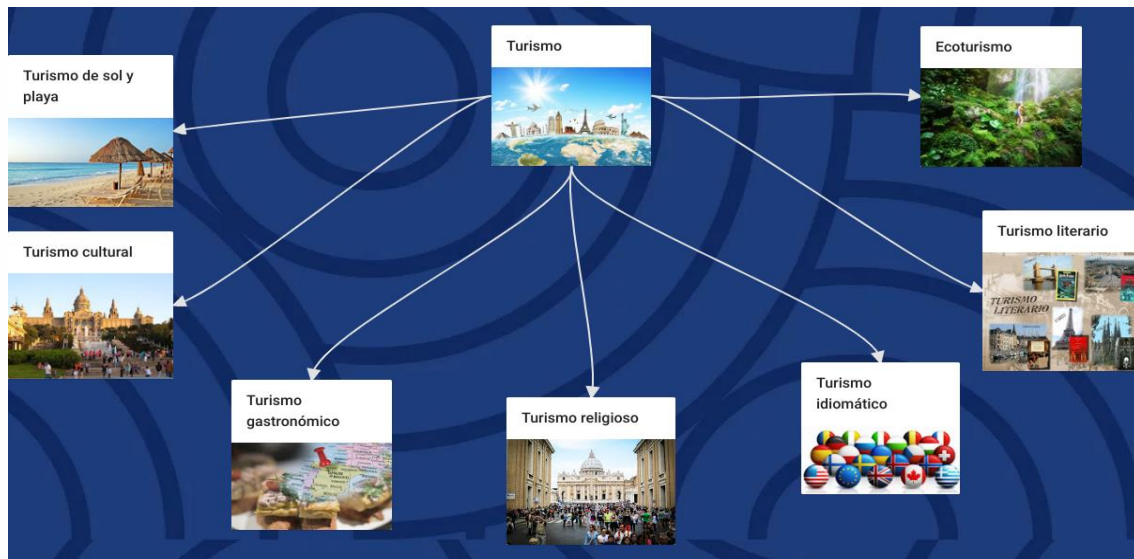 Turismo
Ecoturismo
Turismo de sol y
playa
Turismo cultural
Turismo literario
TURISMO
LITERARIO
Turismo
gastronómico
Turismo religioso
Turismo
idiomático